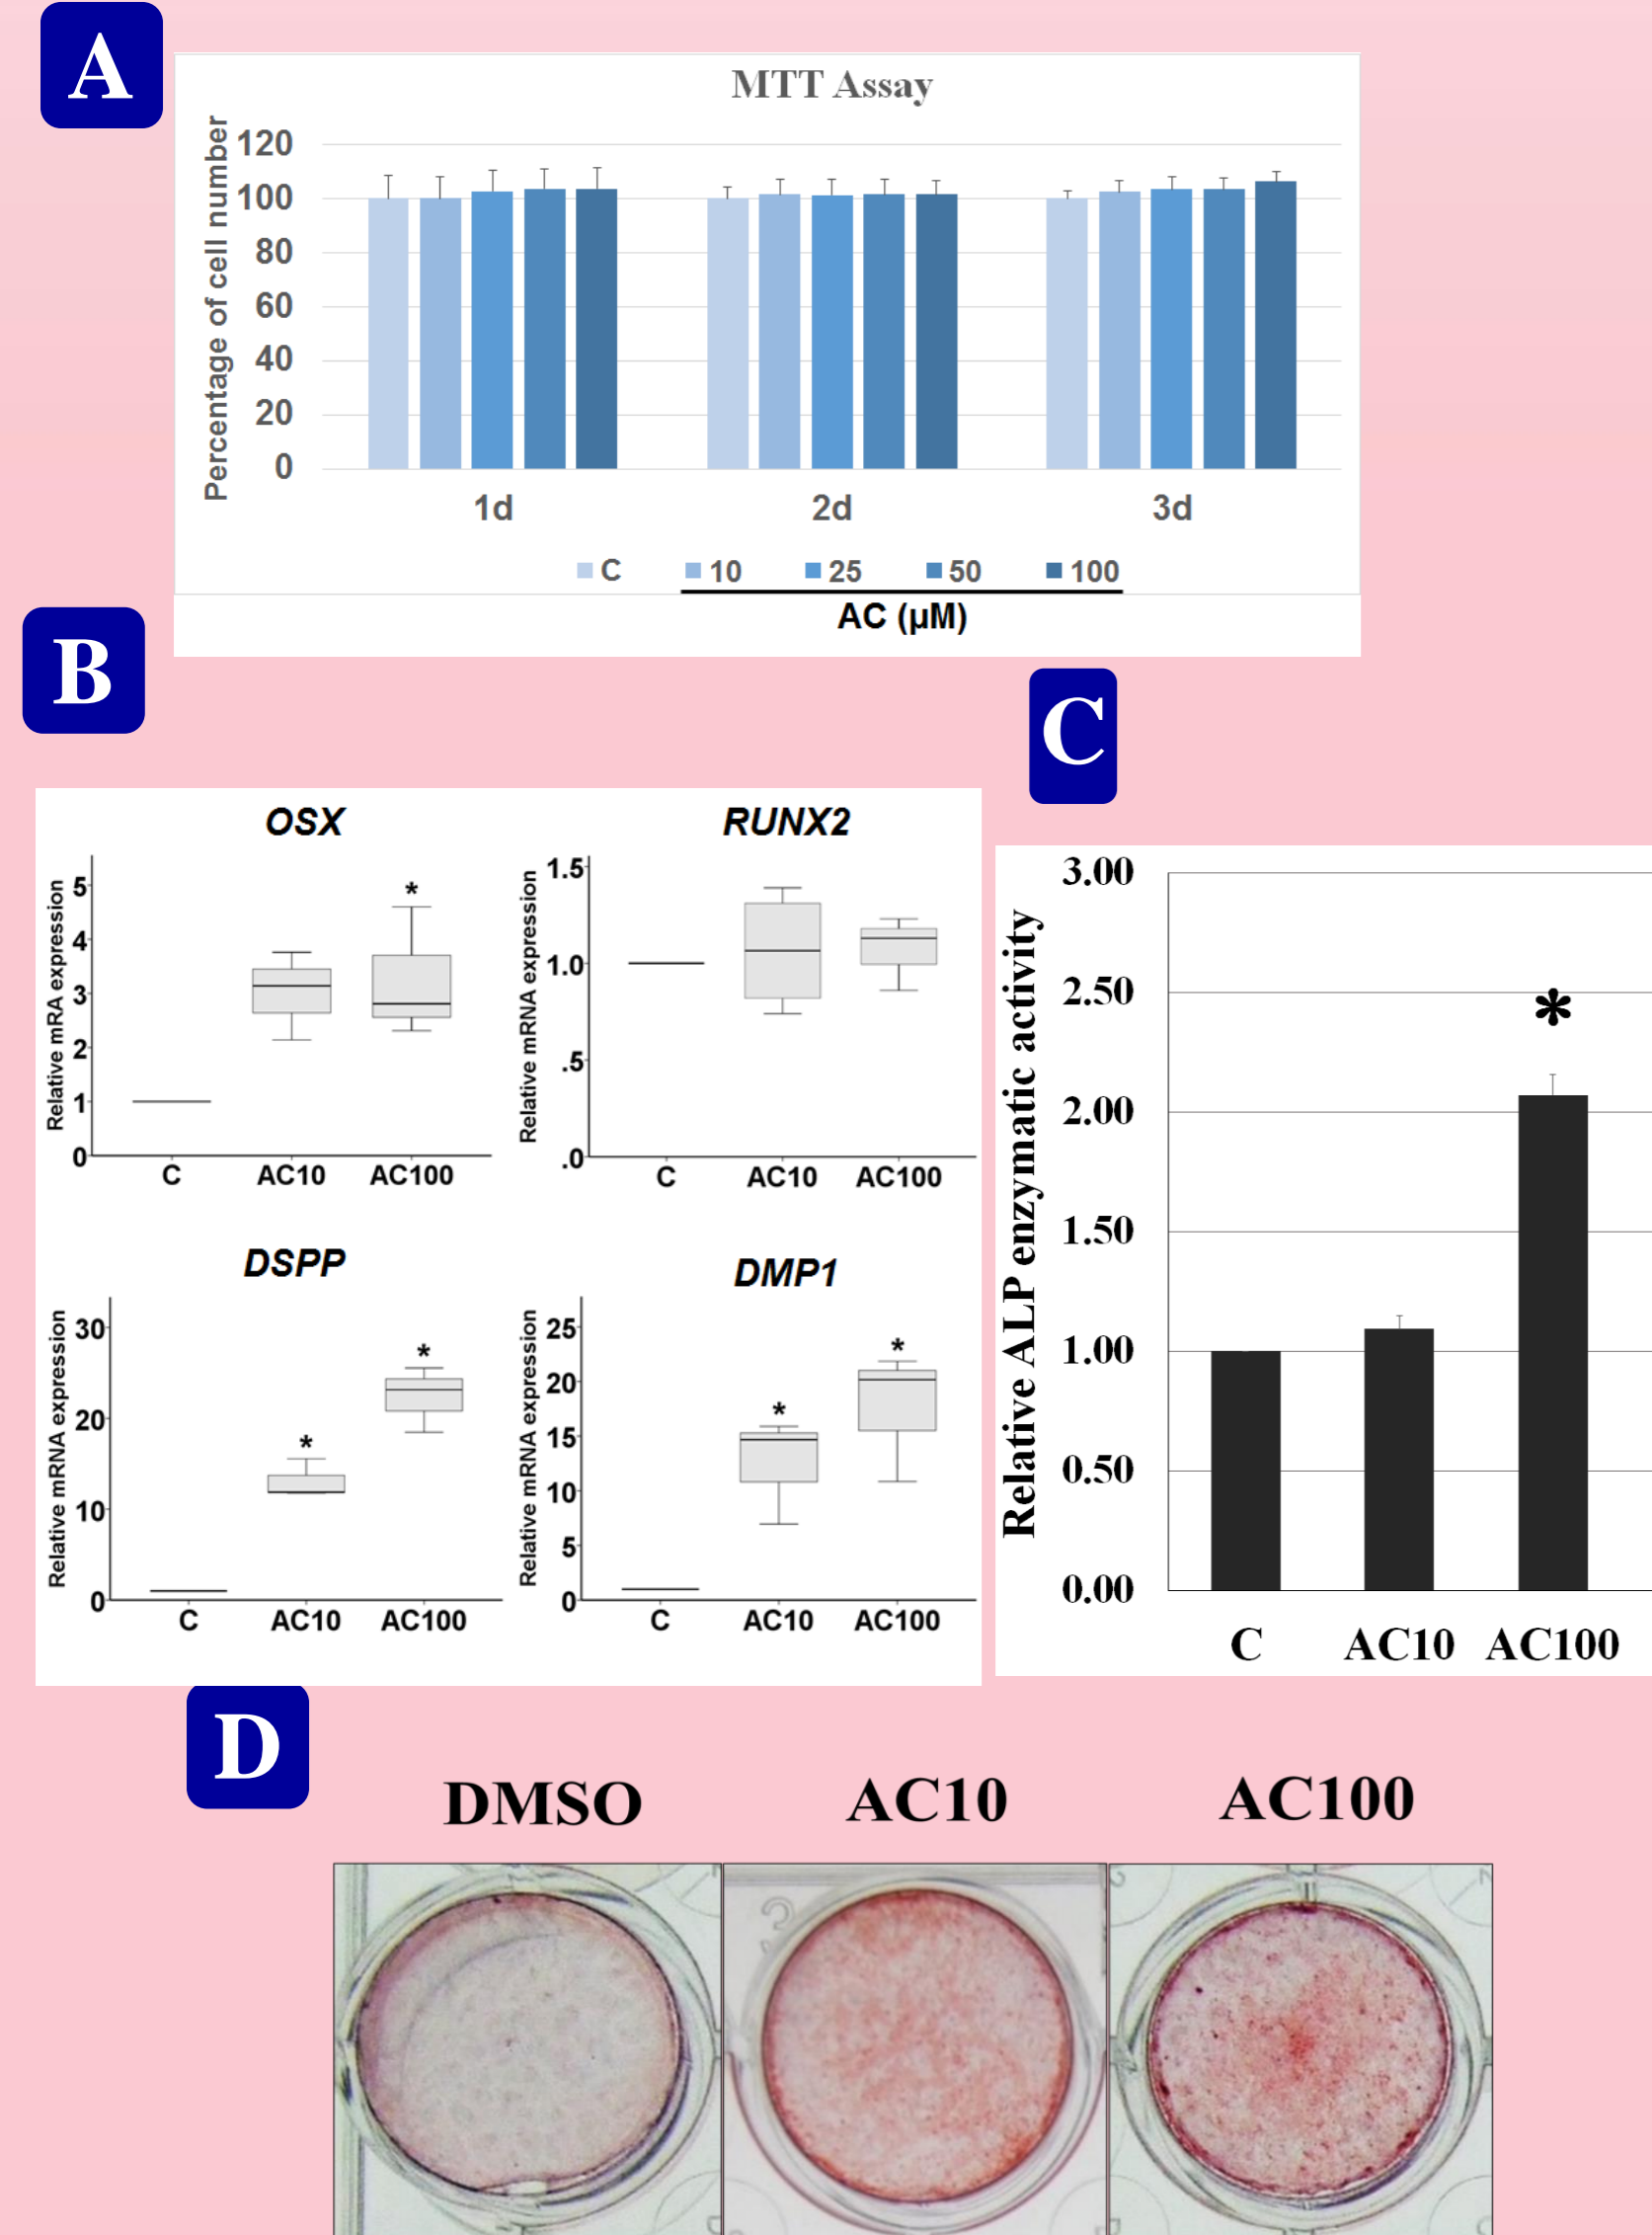 A
MTT Assay
Percentage of cell number
120
100
80
60
40
20
0
1d 2d 3d
C 10 25 50 100
AC (µM)
B
C
OSX
Relative mRA expression
5
4
3
2
1
0
*
C AC10 AC100
RUNX2
Relative mRNA expression
1.5
1.0
.5
.0
C AC10 AC100
DSPP
Relative mRNA expression
30
20
10
0
* *
C AC10 AC100
DMP1
Relative mRNA expression
25
20
15
10
5
0
* *
C AC10 AC100
Relative ALP enzymatic activity
3.00
2.50
2.00
1.50
1.00
0.50
0.00
*
C AC10 AC100
D
DMSO AC10 AC100